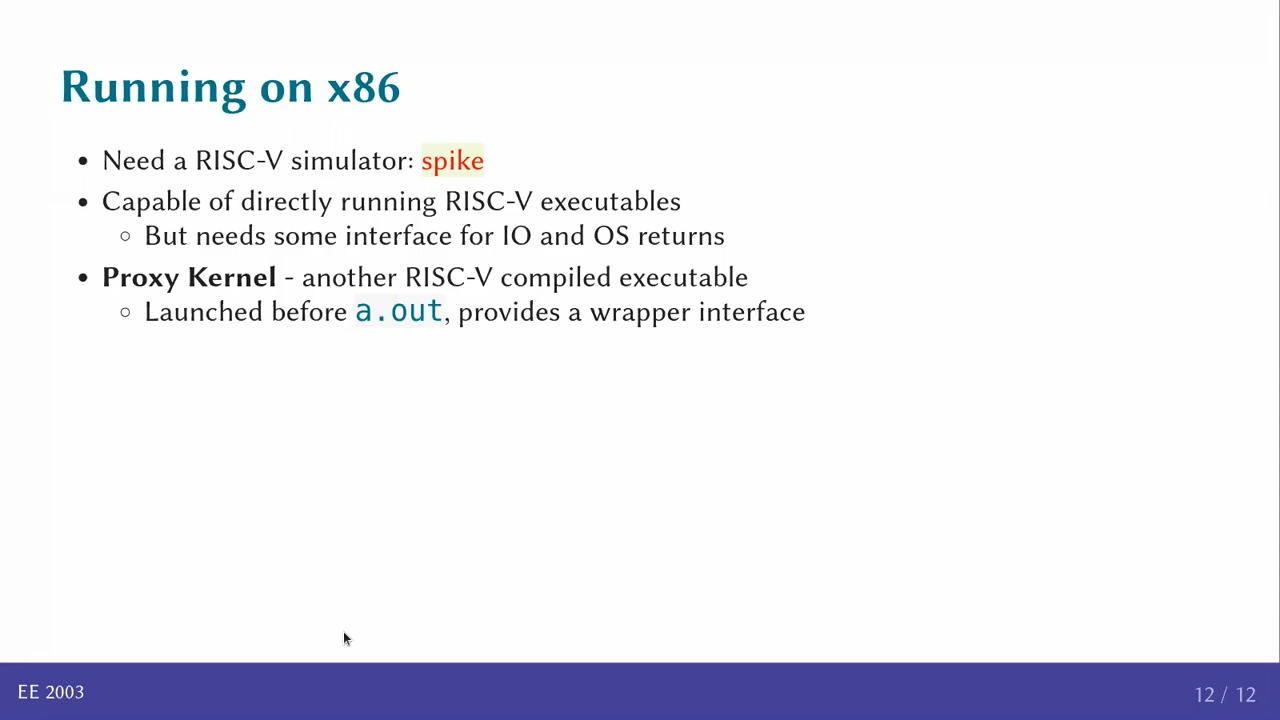 Running on x86
• Need a RISC-V simulator: spike
• Capable of directly running RISC-V executables
◦ But needs some interface for IO and OS returns
• Proxy Kernel - another RISC-V compiled executable
◦ Launched before a.out, provides a wrapper interface
EE 2003
12 / 12